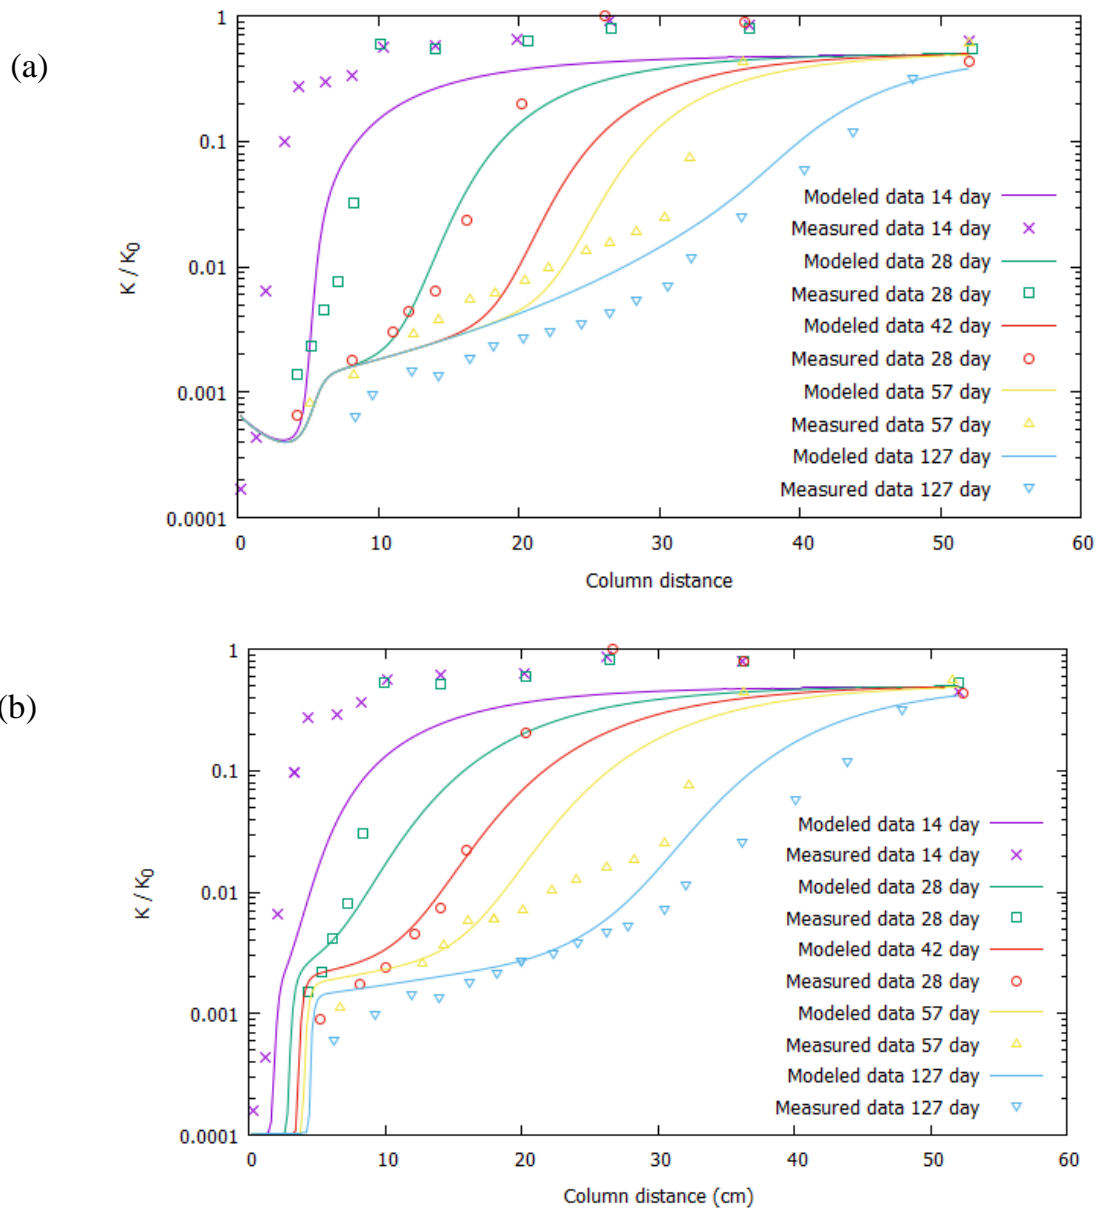 (a)
1
0.1
0.01
0.001
0.0001
K / K0
Modeled data 14 day
Measured data 14 day
Modeled data 28 day
Measured data 28 day
Modeled data 42 day
Measured data 28 day
Modeled data 57 day
Measured data 57 day
Modeled data 127 day
Measured data 127 day
0 10 20 30 40 50 60
Column distance
(b)
1
0.1
0.01
0.001
0.0001
K / K0
Modeled data 14 day
Measured data 14 day
Modeled data 28 day
Measured data 28 day
Modeled data 42 day
Measured data 28 day
Modeled data 57 day
Measured data 57 day
Modeled data 127 day
Measured data 127 day
0 10 20 30 40 50 60
Column distance (cm)